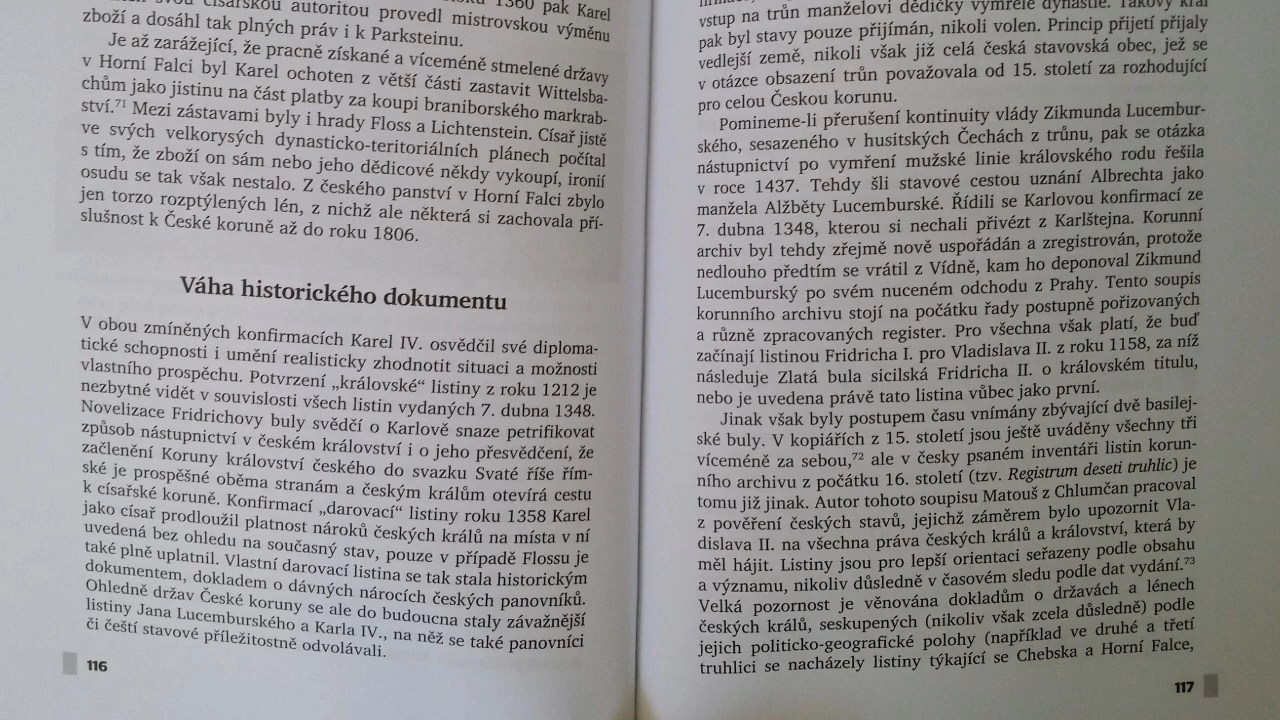 svou císařskou autoritou provedl mistrovskou výměnu
zboží a dosáhl tak plných práv i k Parksteinu.
Je až zarážející, že pracně získané a víceméně stmelené državy
v Horní Falci byl Karel ochoten z větší části zastavit Wittelsba-
chům jako jistinu na část platby za koupi braniborského markrab-
ství.71 Mezi zástavami byly i hrady Floss a Lichtenstein. Císař jistě
ve svých velkorysých dynasticko-teritoriálních plánech počítal
s tím, že zboží on sám nebo jeho dědicové někdy vykoupí, ironií
osudu se tak však nestalo. Z českého panství v Horní Falci zbylo
jen torzo rozptýlených lén, z nichž ale některá si zachovala pří-
slušnost k České koruně až do roku 1806.
Váha historického dokumentu
V obou zmíněných konfirmacích Karel IV. osvědčil své diploma-
tické schopnosti i umění realisticky zhodnotit situaci a možnosti
vlastního prospěchu. Potvrzení „královské“ listiny z roku 1212 je
nezbytné vidět v souvislosti všech listin vydaných 7. dubna 1348.
Novelizace Fridrichovy buly svědčí o Karlově snaze petrifikovat
způsob nástupnictví v českém království i o jeho přesvědčení, že
začlenění Koruny království českého do svazku Svaté říše řím-
ské je prospěšné oběma stranám a českým králům otevírá cestu
k císařské koruně. Konfirmací „darovací“ listiny roku 1358 Karel
jako císař prodloužil platnost nároků českých králů na místa v ní
uvedená bez ohledu na současný stav, pouze v případě Flossu je
také plně uplatnil. Vlastní darovací listina se tak stala historickým
dokumentem, dokladem o dávných nárocích českých panovníků.
Ohledně držav České koruny se ale do budoucna staly závažnější
listiny Jana Lucemburského a Karla IV., na něž se také panovníci
či čeští stavové příležitostně odvolávali.
116
vstup na trůn manželovi dědičky vymřelé dynastie. Takový král
pak byl stavy pouze přijímán, nikoli volen. Princip přijetí přijaly
vedlejší země, nikoli však již celá česká stavovská obec, jež se
v otázce obsazení trůn považovala od 15. století za rozhodující
pro celou Českou korunu.
Pomineme-li přerušení kontinuity vlády Zikmunda Lucembur-
ského, sesazeného v husitských Čechách z trůnu, pak se otázka
nástupnictví po vymření mužské linie královského rodu řešila
v roce 1437. Tehdy šli stavové cestou uznání Albrechta jako
manžela Alžběty Lucemburské. Řídili se Karlovou konfirmací ze
7. dubna 1348, kterou si nechali přivézt z Karlštejna. Korunní
archiv byl tehdy zřejmě nově uspořádán a zregistrován, protože
nedlouho předtím se vrátil z Vídně, kam ho deponoval Zikmund
Lucemburský po svém nuceném odchodu z Prahy. Tento soupis
korunního archivu stojí na počátku řady postupně pořizovaných
a různě zpracovaných register. Pro všechna však platí, že buď
začínají listinou Fridricha I. pro Vladislava II. z roku 1158, za níž
následuje Zlatá bula sicilská Fridricha II. o královském titulu,
nebo je uvedena právě tato listina vůbec jako první.
Jinak však byly postupem času vnímány zbývající dvě basilej-
ské buly. V kopiářích z 15. století jsou ještě uváděny všechny tři
víceméně za sebou,72 ale v česky psaném inventáři listin korun-
ního archivu z počátku 16. století (tzv. Registrum deseti truhlic) je
tomu již jinak. Autor tohoto soupisu Matouš z Chlumčan pracoval
z pověření českých stavů, jejichž záměrem bylo upozornit Vla-
dislava II. na všechna práva českých králů a království, která by
měl hájit. Listiny jsou pro lepší orientaci seřazeny podle obsahu
a významu, nikoliv důsledně v časovém sledu podle dat vydání.73
Velká pozornost je věnována dokladům o državách a lénech
českých králů, seskupených (nikoliv však zcela důsledně) podle
jejich politicko-geografické polohy (například ve druhé a třetí
truhlici se nacházely listiny týkající se Chebska a Horní Falce,
117